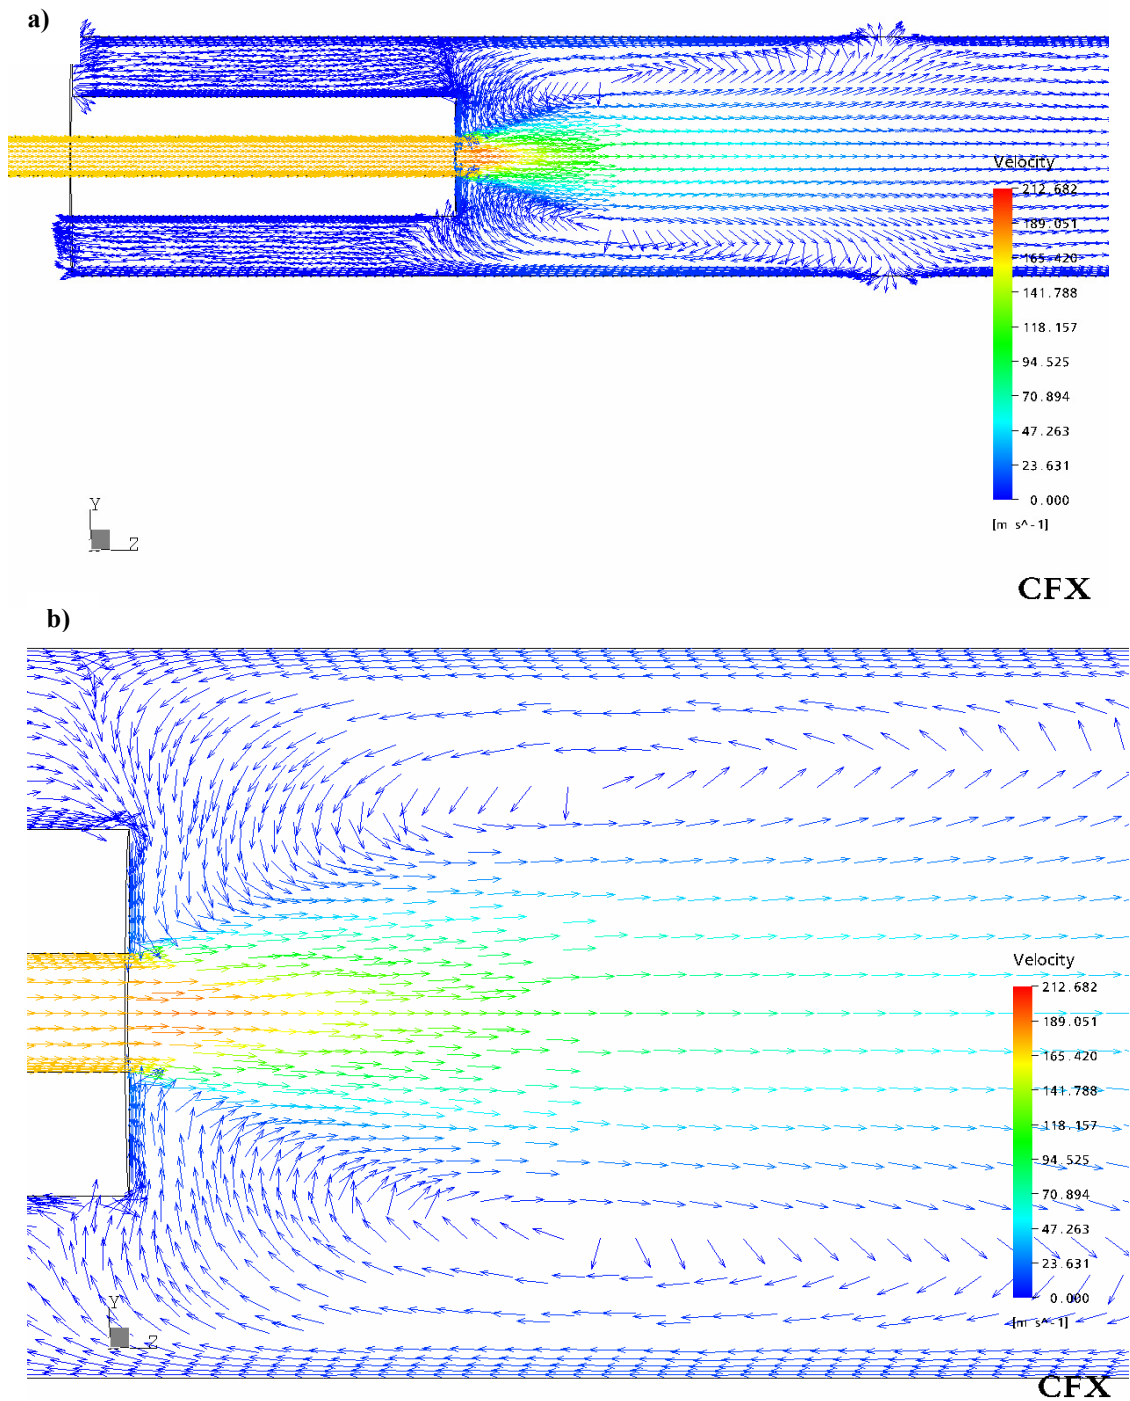 a)
Velocity
212.682
189.051
165.420
141.788
118.157
94.525
70.894
47.263
23.631
0.000
[m s^-1]
Y
Z
CFX
b)
Velocity
212.682
189.051
165.420
141.788
118.157
94.525
70.894
47.263
23.631
0.000
[m s^-1]
Y
Z
CFX